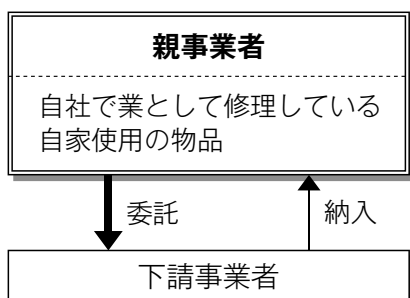 親事業者
自社で業として修理している
自家使用の物品
委託
納入
下請事業者